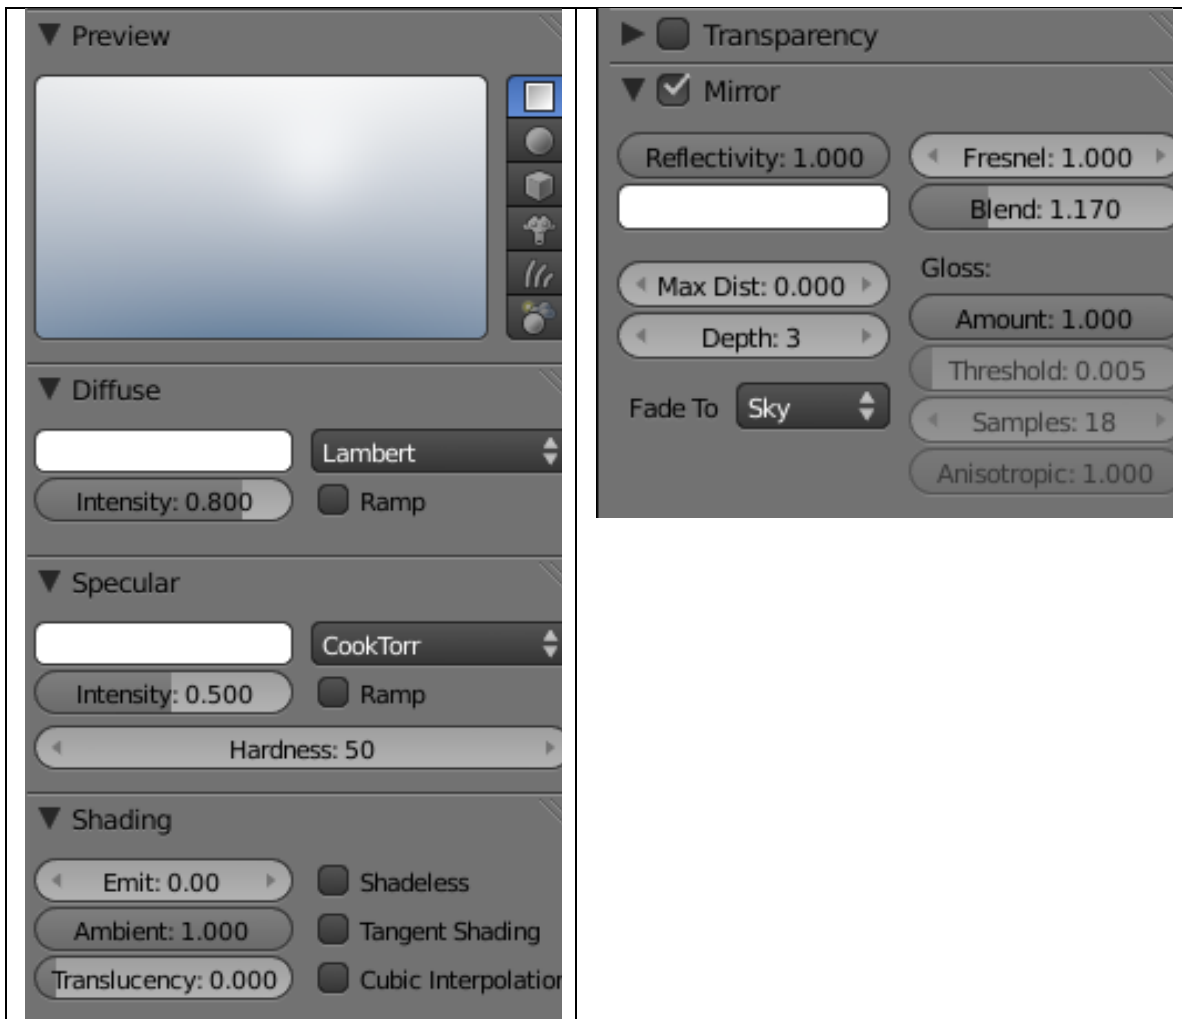 Preview
Diffuse
Lambert
Intensity: 0.800
Ramp
Specular
CookTorr
Intensity: 0.500
Ramp
Hardness: 50
Shading
Emit: 0.00
Shadeless
Ambient: 1.000
Tangent Shading
Translucency: 0.000
Cubic Interpolation
Transparency
Mirror
Reflectivity: 1.000
Fresnel: 1.000
Blend: 1.170
Gloss:
Max Dist: 0.000
Amount: 1.000
Depth: 3
Threshold: 0.005
Fade To
Sky
Samples: 18
Anisotropic: 1.000